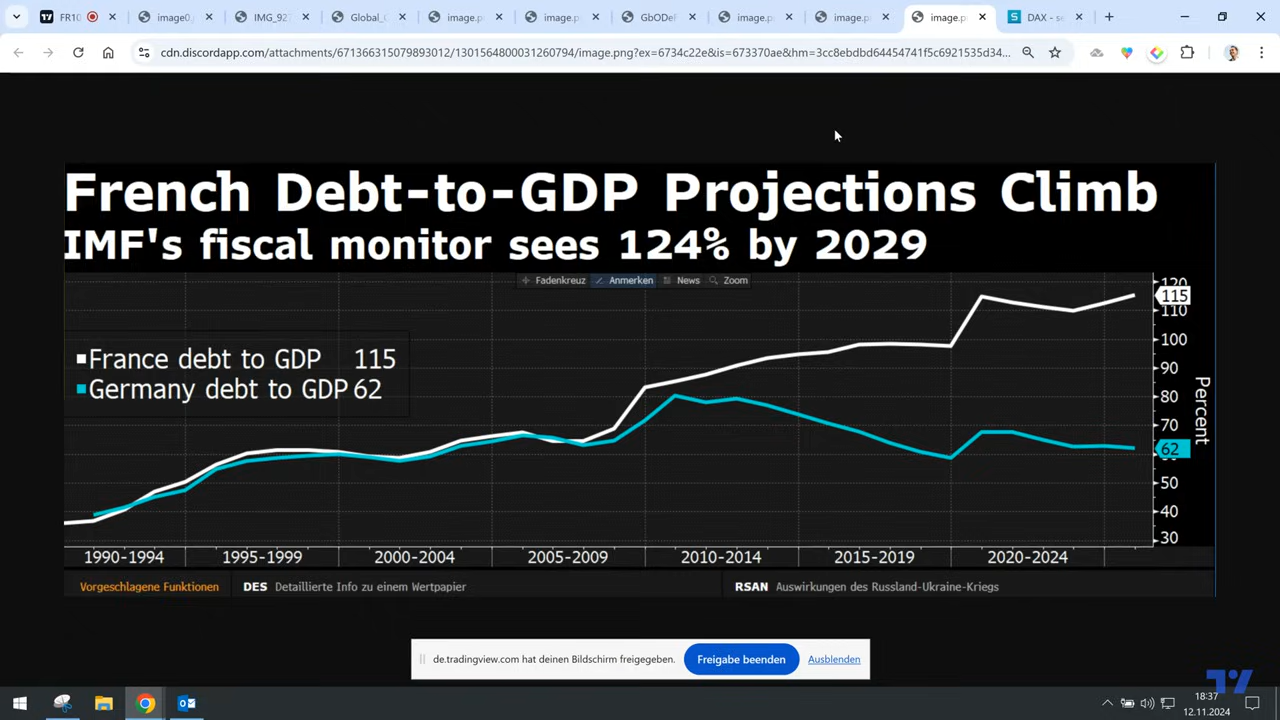 FR10
image0.
IMG_927
Global_
image.p
image.p
GbODeF
image.p
image.p
image.p
DAX - se
cdn.discordapp.com/attachments/671366315079893012/1301564800031260794/image.png?ex=6734c22e&is=673370ae&hm=3cc8ebdbd64454741f5c6921535d34...
French Debt-to-GDP Projections Climb
IMF's fiscal monitor sees 124% by 2029
Fadenkreuz Anmerken News Zoom
France debt to GDP 115
Germany debt to GDP 62
120
115
110
100
90
80
70
62
50
40
30
Percent
1990-1994 1995-1999 2000-2004 2005-2009 2010-2014 2015-2019 2020-2024
Vorgeschlagene Funktionen DES Detaillierte Info zu einem Wertpapier RSAN Auswirkungen des Russland-Ukraine-Kriegs
de.tradingview.com hat deinen Bildschirm freigegeben. Freigabe beenden Ausblenden
18:37
12.11.2024